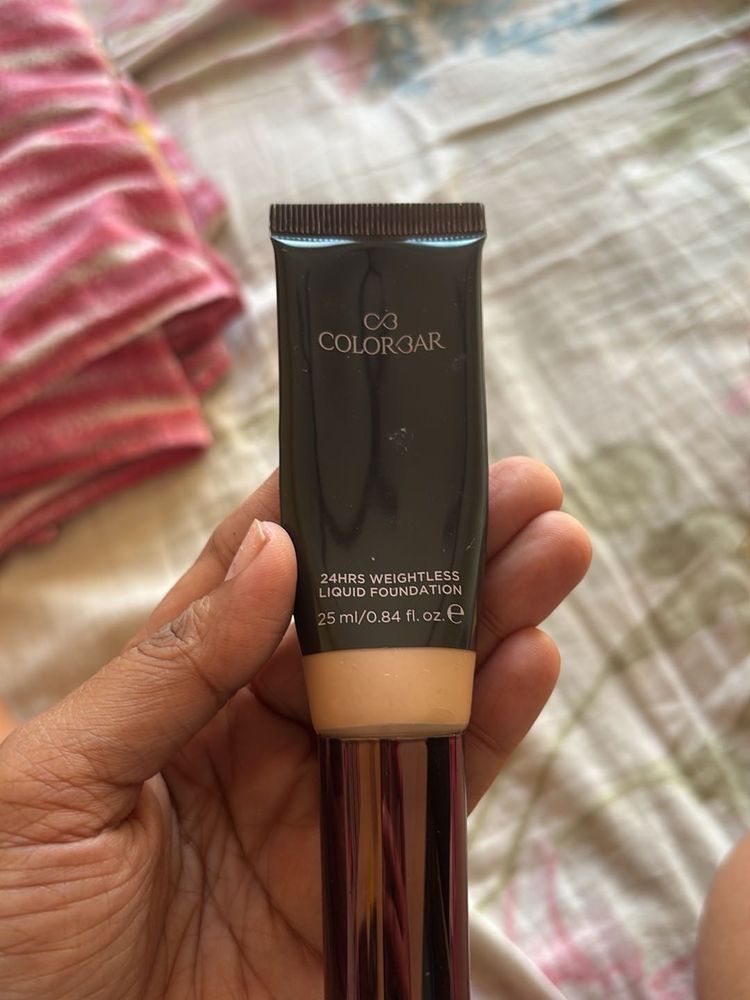 COLORBAR
24HRS WEIGHTLESS
LIQUID FOUNDATION
25 ml/0.84 fl. oz. ℮